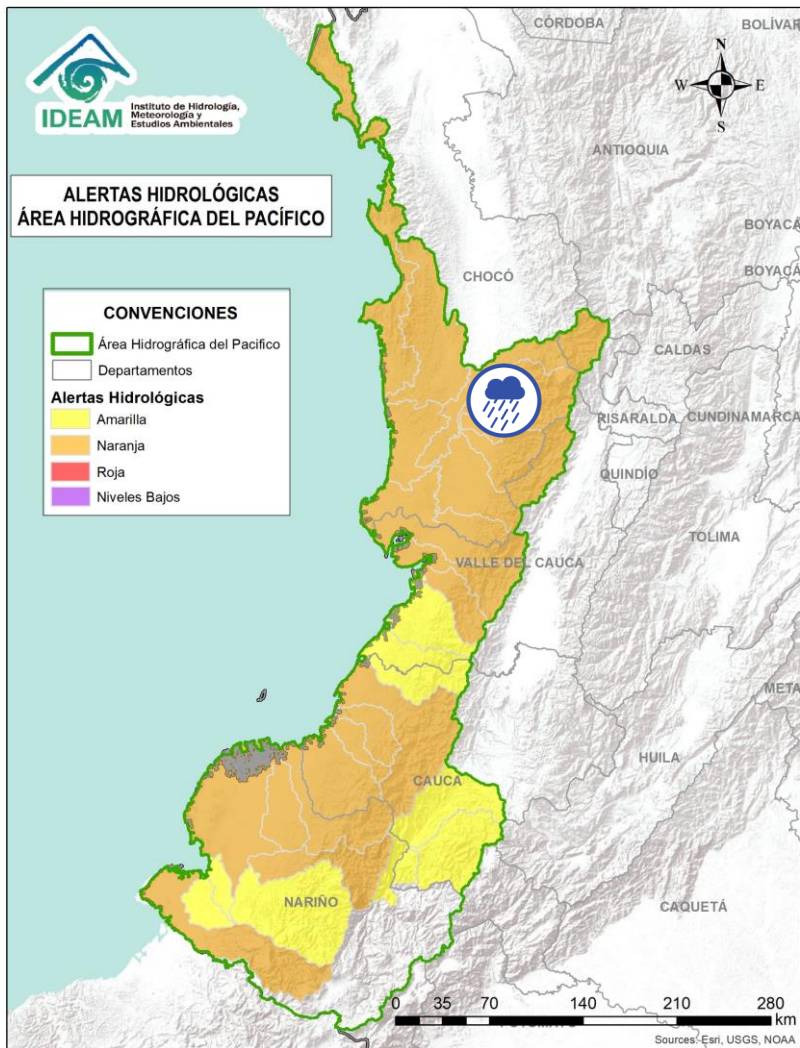 IDEAM
Instituto de Hidrología,
Meteorología y
Estudios Ambientales
ALERTAS HIDROLÓGICAS
ÁREA HIDROGRÁFICA DEL PACÍFICO
CONVENCIONES
Área Hidrográfica del Pacifico
Departamentos
Alertas Hidrológicas
Amarilla
Naranja
Roja
Niveles Bajos
CÓRDOBA
BOLÍVAR
N
W
E
S
ANTIOQUIA
BOYACÁ
CHOCÓ
BOYACÁ
CALDAS
RISARALDA
CUNDINAMARCA
QUINDÍO
TOLIMA
VALLE DEL CAUCA
META
HUILA
CAUCA
NARIÑO
CAQUETÁ
0 35 70 140 210 280
km
Sources: Esri, USGS, NOAA